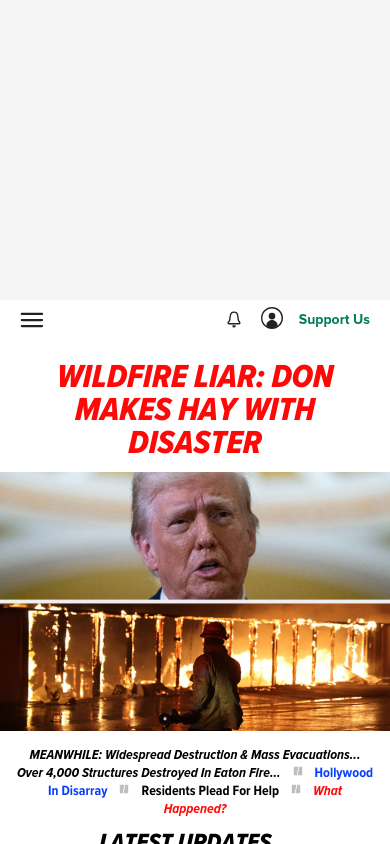 Support Us
WILDFIRE LIAR: DON
MAKES HAY WITH
DISASTER
MEANWHILE: Widespread Destruction & Mass Evacuations...
Over 4,000 Structures Destroyed In Eaton Fire... Hollywood
In Disarray Residents Plead For Help What
Happened?
LATEST UPDATES